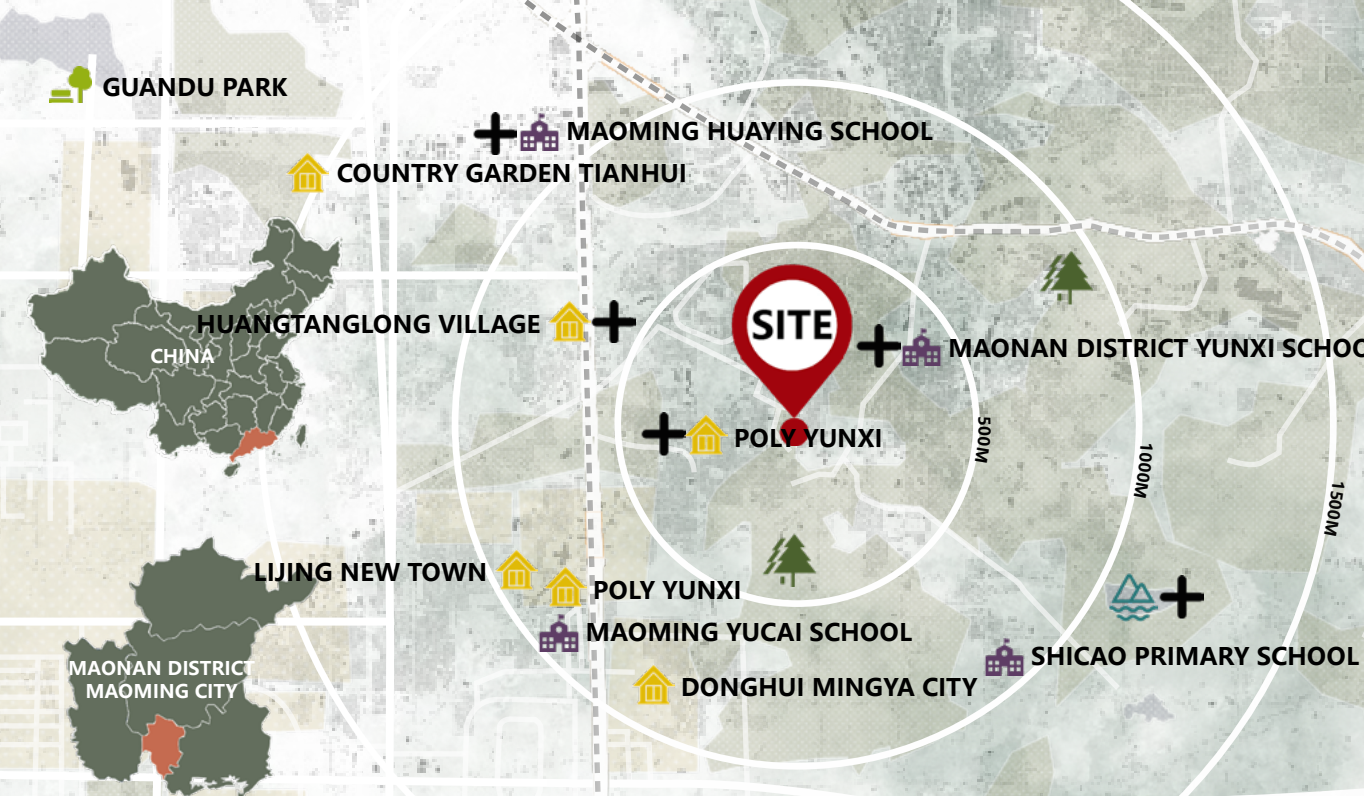 GUANDU PARK
MAOMING HUAYING SCHOOL
COUNTRY GARDEN TIANHUI
HUANGTANGLONG VILLAGE
SITE
MAONAN DISTRICT YUNXI SCHOO
CHINA
POLY YUNXI
500M
1000M
1500M
LIJING NEW TOWN
POLY YUNXI
MAOMING YUCAI SCHOOL
SHICAO PRIMARY SCHOOL
DONGHUI MINGYA CITY
MAONAN DISTRICT
MAOMING CITY